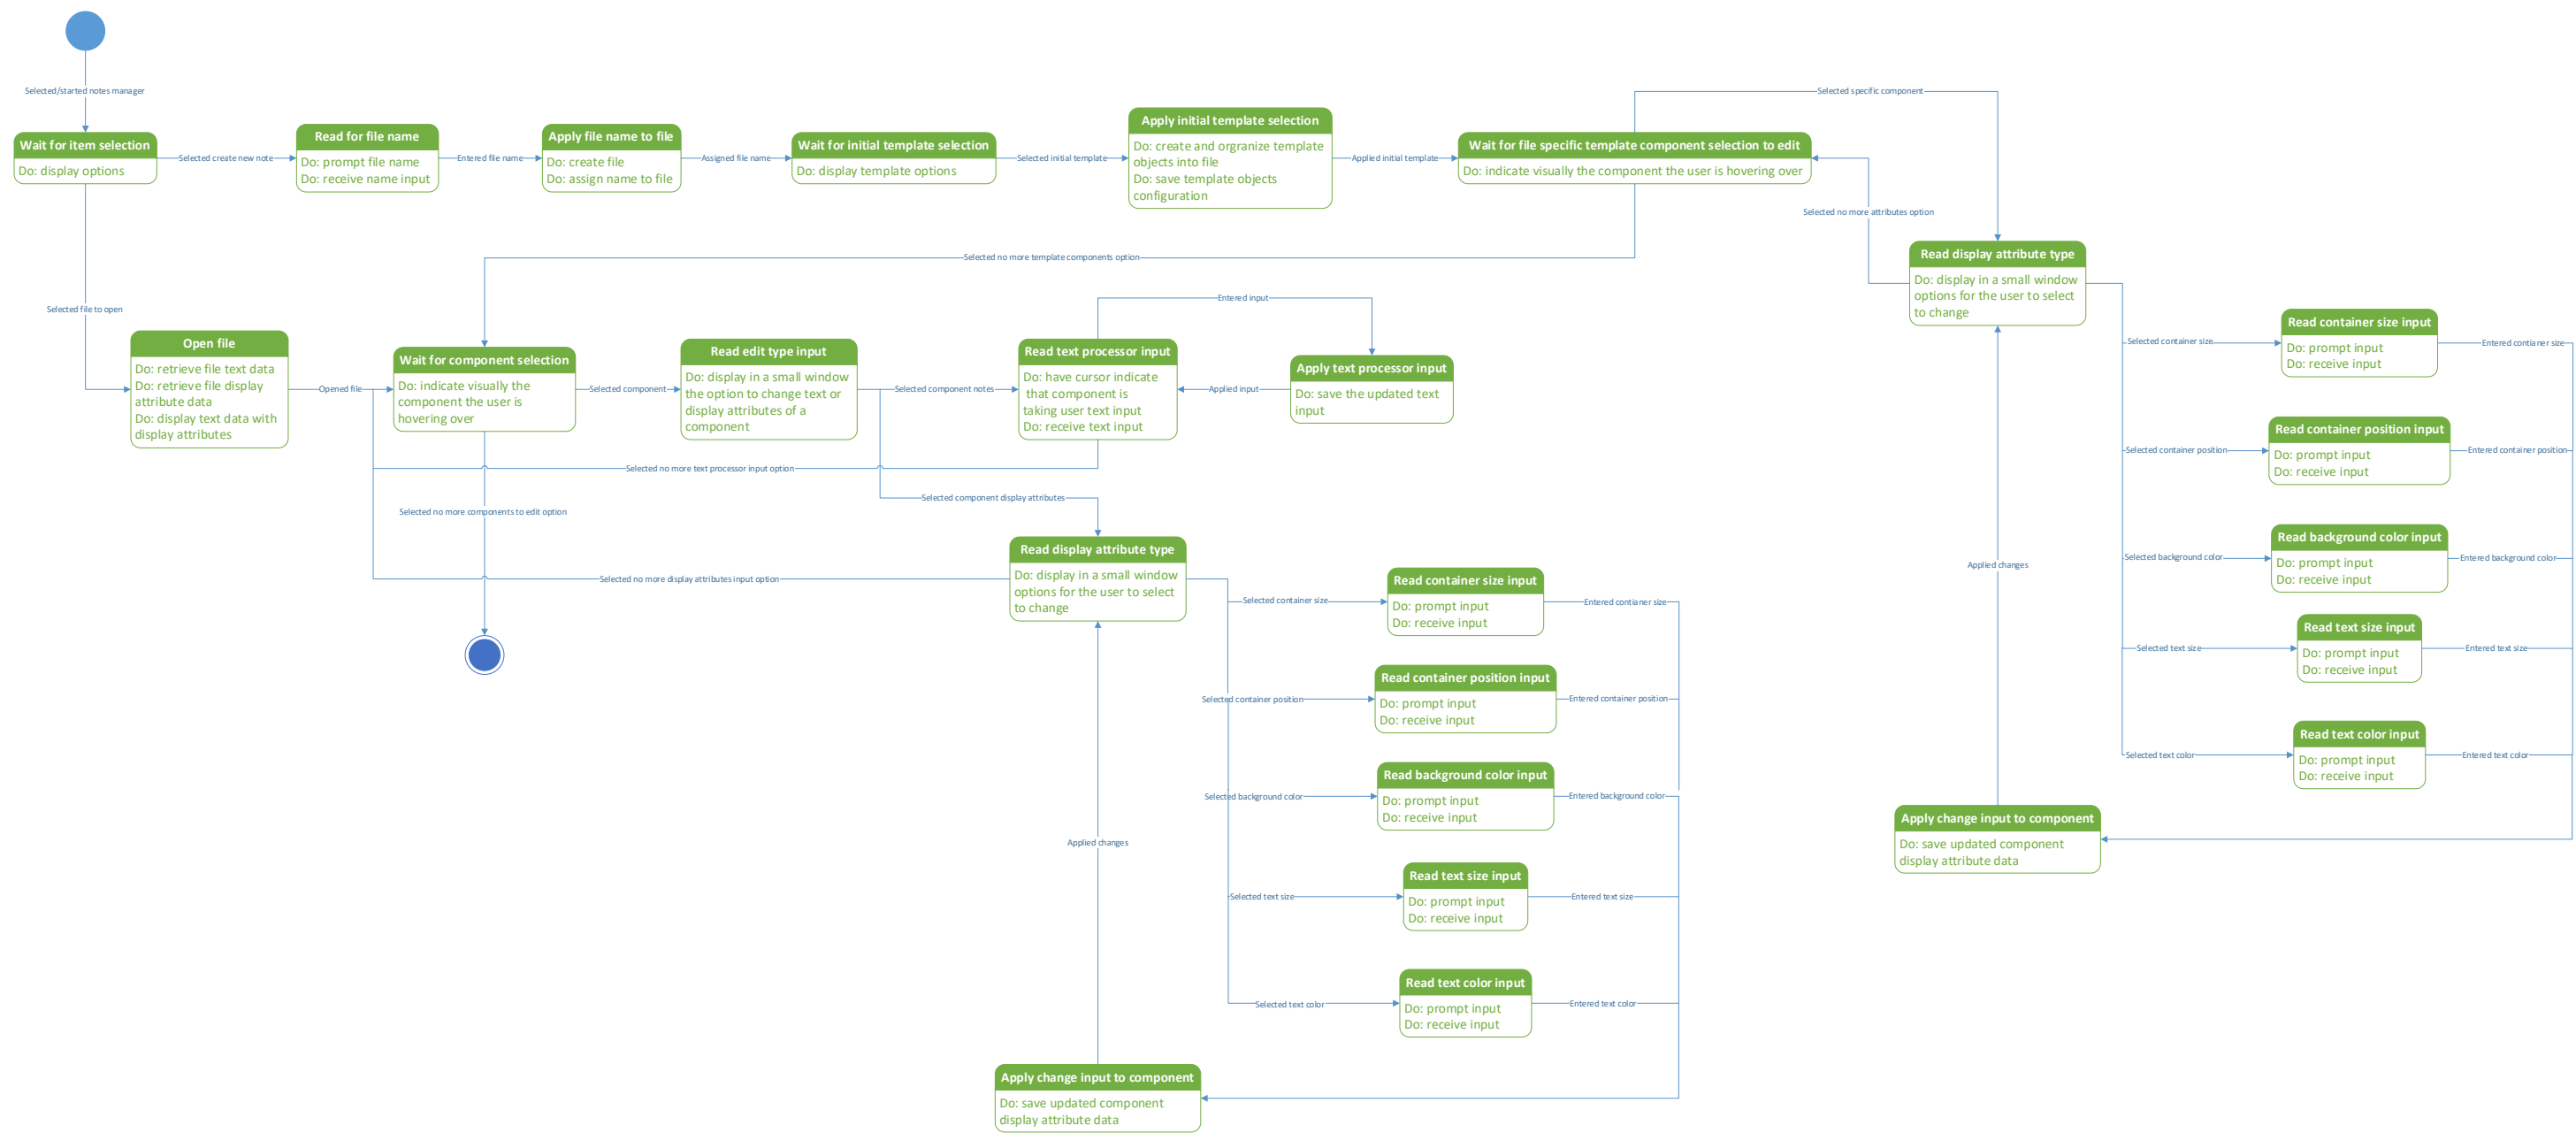 Selected/started notes manager
Wait for item selection
Do: display options
Selected create new note
Read for file name
Do: prompt file name
Do: receive name input
Entered file name
Apply file name to file
Do: create file
Do: assign name to file
Assigned file name
Wait for initial template selection
Do: display template options
Selected initial template
Apply initial template selection
Do: create and orgranize template
objects into file
Do: save template objects
configuration
Applied initial template
Wait for file specific template component selection to edit
Do: indicate visually the component the user is hovering over
Selected specific component
Selected no more attributes option
Selected no more template components option
Selected file to open
Open file
Do: retrieve file text data
Do: retrieve file display
attribute data
Do: display text data with
display attributes
Opened file
Wait for component selection
Do: indicate visually the
component the user is
hovering over
Selected component
Read edit type input
Do: display in a small window
the option to change text or
display attributes of a
component
Selected component notes
Read text processor input
Do: have cursor indicate
that component is
taking user text input
Do: receive text input
Entered input
Applied input
Apply text processor input
Do: save the updated text
input
Selected no more text processor input option
Selected component display attributes
Selected no more components to edit option
Selected no more display attributes input option
Read display attribute type
Do: display in a small window
options for the user to select
to change
Selected container size
Read container size input
Do: prompt input
Do: receive input
Entered contianer size
Selected container position
Read container position input
Do: prompt input
Do: receive input
Entered container position
Selected background color
Read background color input
Do: prompt input
Do: receive input
Entered background color
Selected text size
Read text size input
Do: prompt input
Do: receive input
Entered text size
Selected text color
Read text color input
Do: prompt input
Do: receive input
Entered text color
Applied changes
Apply change input to component
Do: save updated component
display attribute data
Read display attribute type
Do: display in a small window
options for the user to select
to change
Selected container size
Read container size input
Do: prompt input
Do: receive input
Entered contianer size
Selected container position
Read container position input
Do: prompt input
Do: receive input
Entered container position
Selected background color
Read background color input
Do: prompt input
Do: receive input
Entered background color
Selected text size
Read text size input
Do: prompt input
Do: receive input
Entered text size
Selected text color
Read text color input
Do: prompt input
Do: receive input
Entered text color
Applied changes
Apply change input to component
Do: save updated component
display attribute data